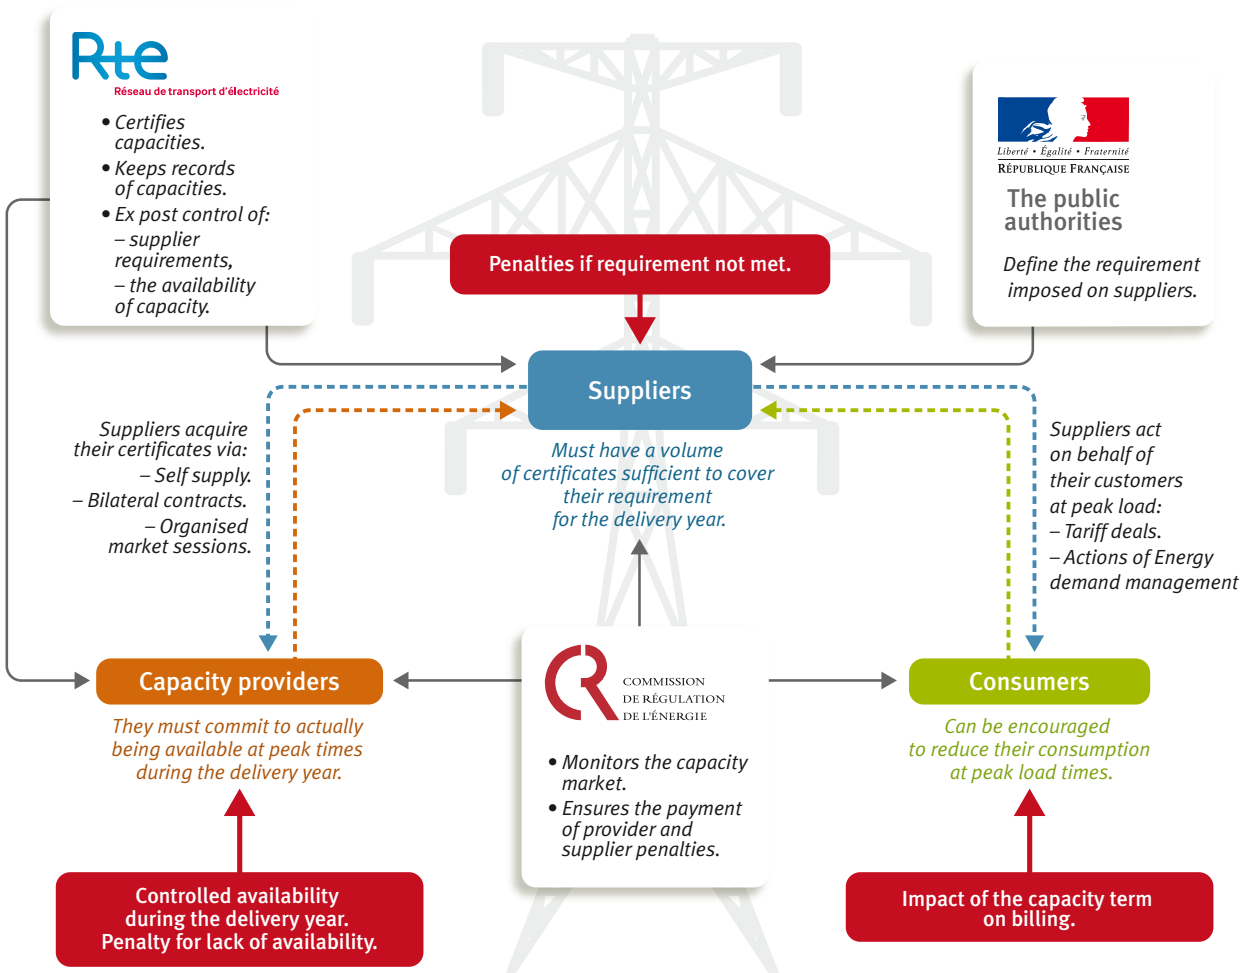 Rte
Réseau de transport d'électricité
• Certifies
capacities.
• Keeps records
of capacities.
• Ex post control of:
– supplier
requirements,
– the availability
of capacity.
Liberté • Égalité • Fraternité
RÉPUBLIQUE FRANÇAISE
The public
authorities
Define the requirement
imposed on suppliers.
Penalties if requirement not met.
Suppliers
Must have a volume
of certificates sufficient to cover
their requirement
for the delivery year.
Suppliers acquire
their certificates via:
– Self supply.
– Bilateral contracts.
– Organised
market sessions.
Suppliers act
on behalf of
their customers
at peak load:
– Tariff deals.
– Actions of Energy
demand management
Capacity providers
They must commit to actually
being available at peak times
during the delivery year.
CR
COMMISSION
DE RÉGULATION
DE L'ÉNERGIE
• Monitors the capacity
market.
• Ensures the payment
of provider and
supplier penalties.
Consumers
Can be encouraged
to reduce their consumption
at peak load times.
Controlled availability
during the delivery year.
Penalty for lack of availability.
Impact of the capacity term
on billing.